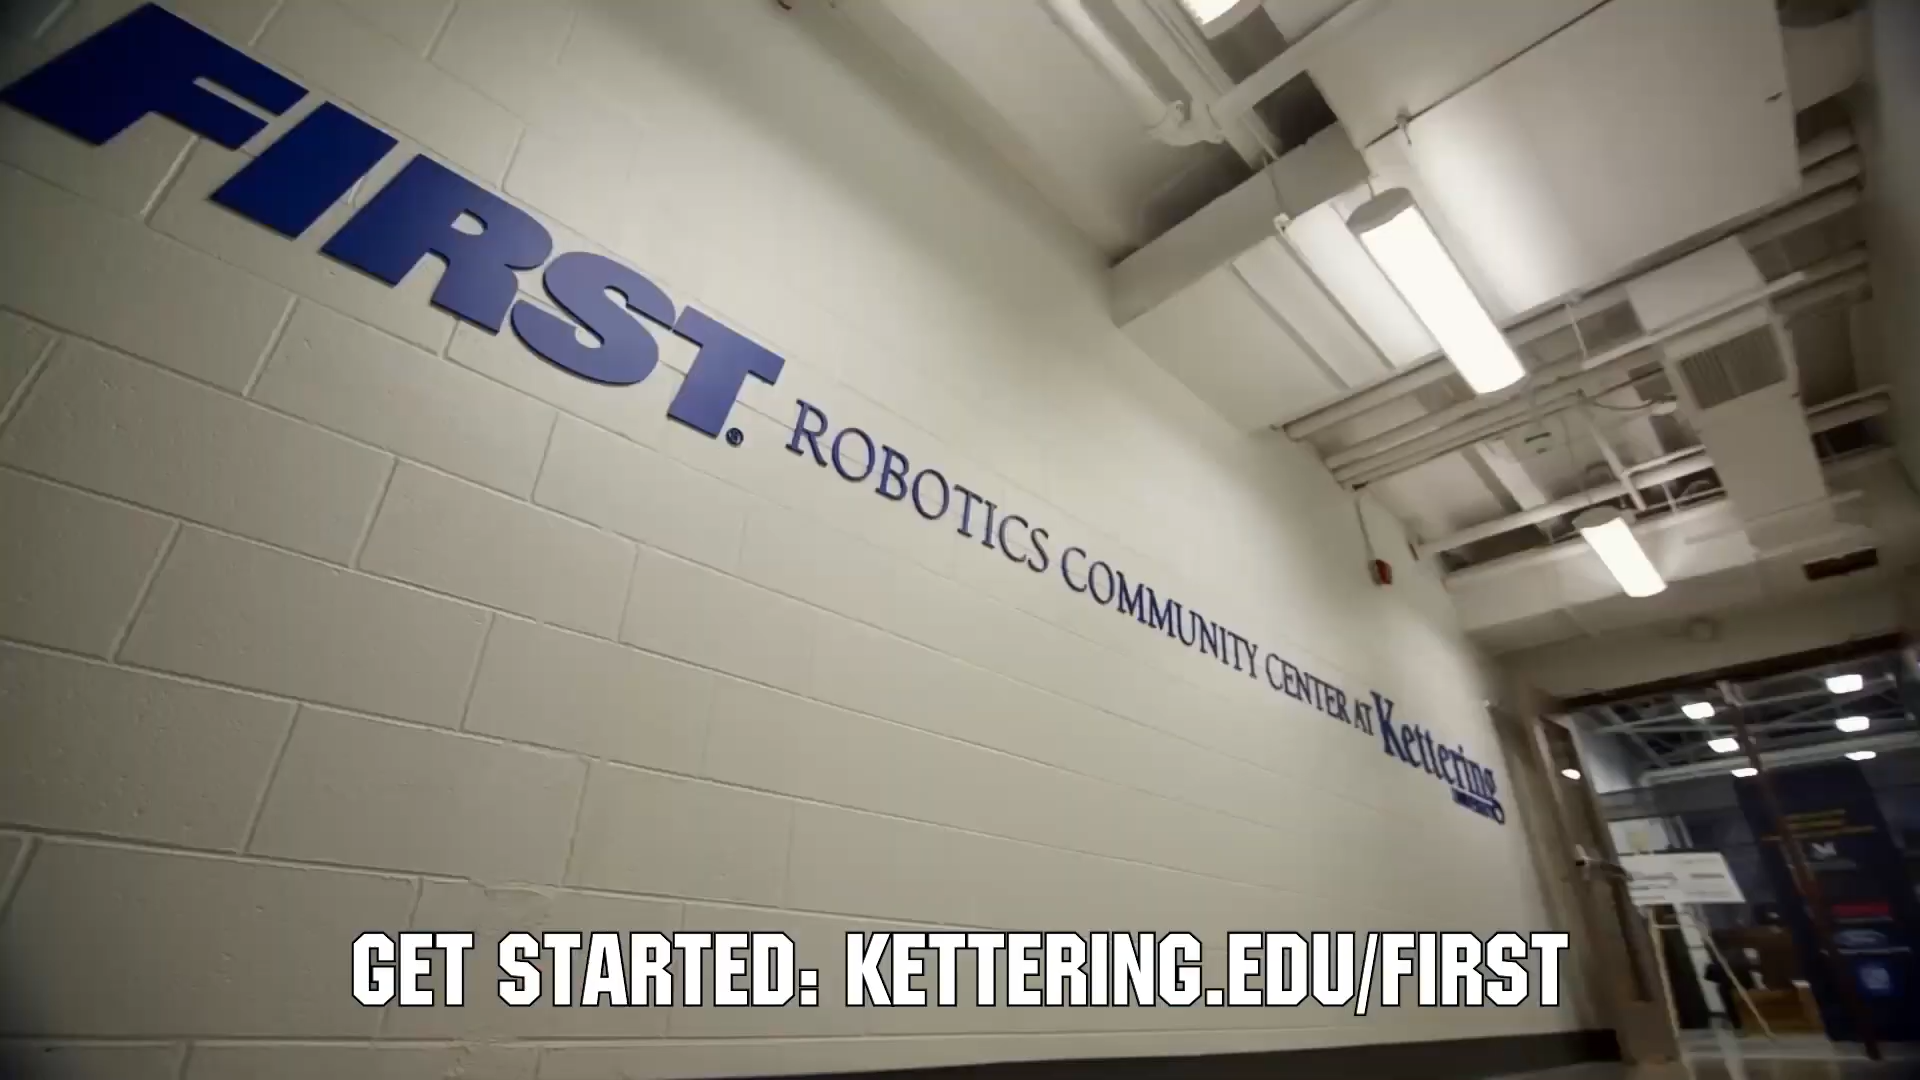 FIRST® ROBOTICS COMMUNITY CENTER AT Kettering
GET STARTED: KETTERING.EDU/FIRST